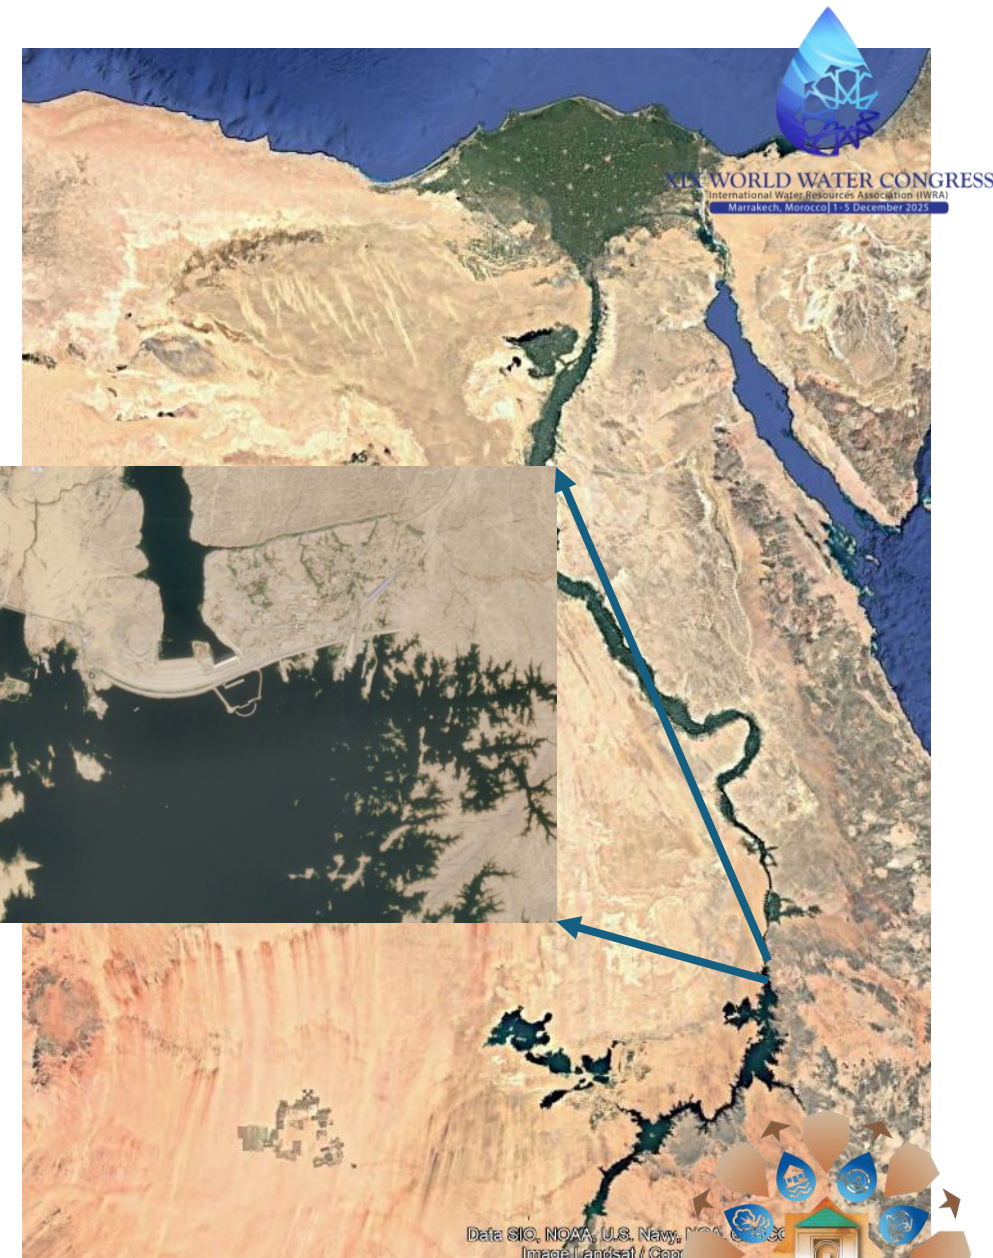 XIX WORLD WATER CONGRESS
International Water Resources Association (IWRA)
Marrakech, Morocco| 1 - 5 December 2025
Data SIO, NOAA, U.S. Navy,
Image Landsat /